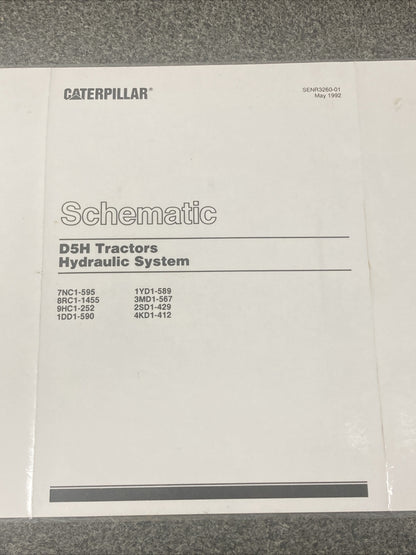 CATERPILLAR®
SENR3260-01
May 1992
Schematic
D5H Tractors
Hydraulic System
7NC1-595
8RC1-1455
9HC1-252
1DD1-590
1YD1-589
3MD1-567
2SD1-429
4KD1-412